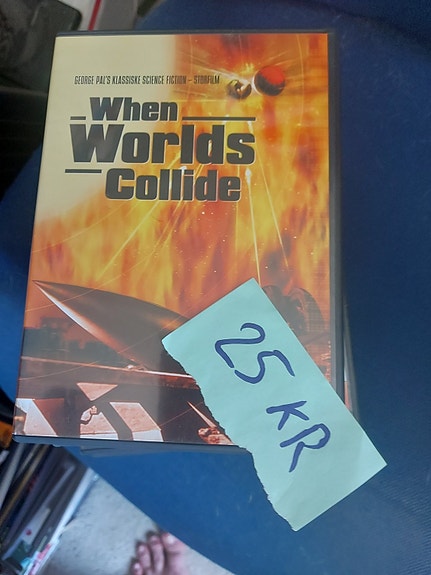 GEORGE PAL'S KLASSISKE SCIENCE FICTION - STORFILM
When
Worlds
Collide
25 KR